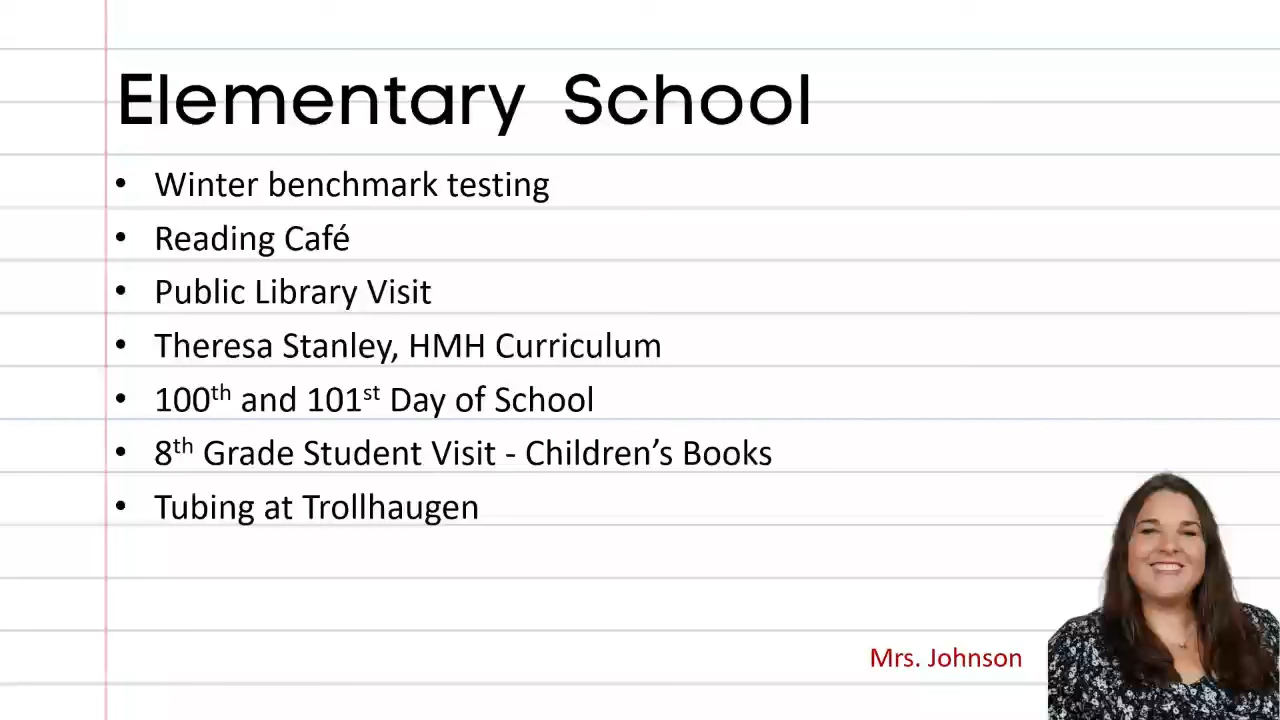 Elementary School
• Winter benchmark testing
• Reading Café
• Public Library Visit
• Theresa Stanley, HMH Curriculum
• 100th and 101st Day of School
• 8th Grade Student Visit - Children’s Books
• Tubing at Trollhaugen
Mrs. Johnson